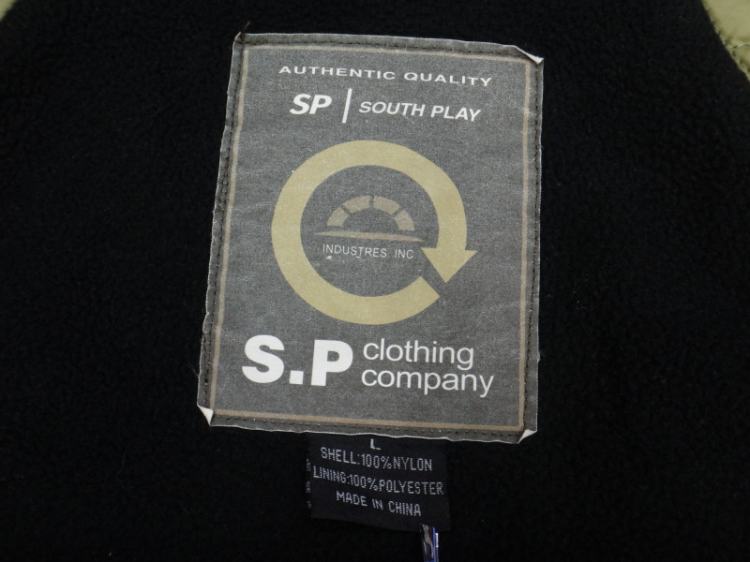 AUTHENTIC QUALITY
SP | SOUTH PLAY
INDUSTRES INC
S.P clothing
company
L
SHELL:100%NYLON
LINING:100%POLYESTER
MADE IN CHINA